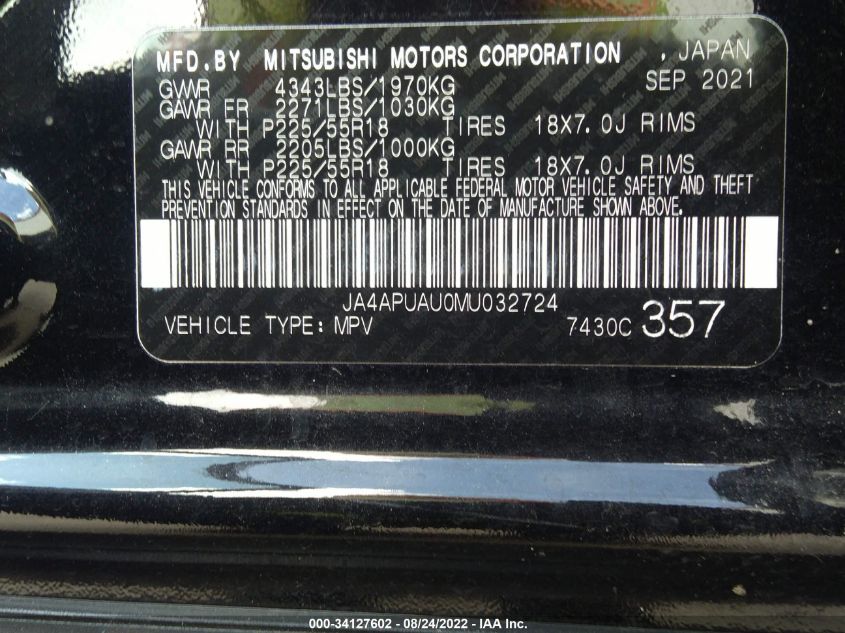 MFD. BY MITSUBISHI MOTORS CORPORATION , JAPAN
GVWR 4343LBS/1970KG SEP 2021
GAWR FR 2271LBS/1030KG
WITH P225/55R18 TIRES 18X7.0J RIMS
GAWR RR 2205LBS/1000KG
WITH P225/55R18 TIRES 18X7.0J RIMS
THIS VEHICLE CONFORMS TO ALL APPLICABLE FEDERAL MOTOR VEHICLE SAFETY AND THEFT
PREVENTION STANDARDS IN EFFECT ON THE DATE OF MANUFACTURE SHOWN ABOVE.
JA4APUAU0MU032724
VEHICLE TYPE: MPV 7430C 357
000-34127602 - 08/24/2022 - IAA Inc.